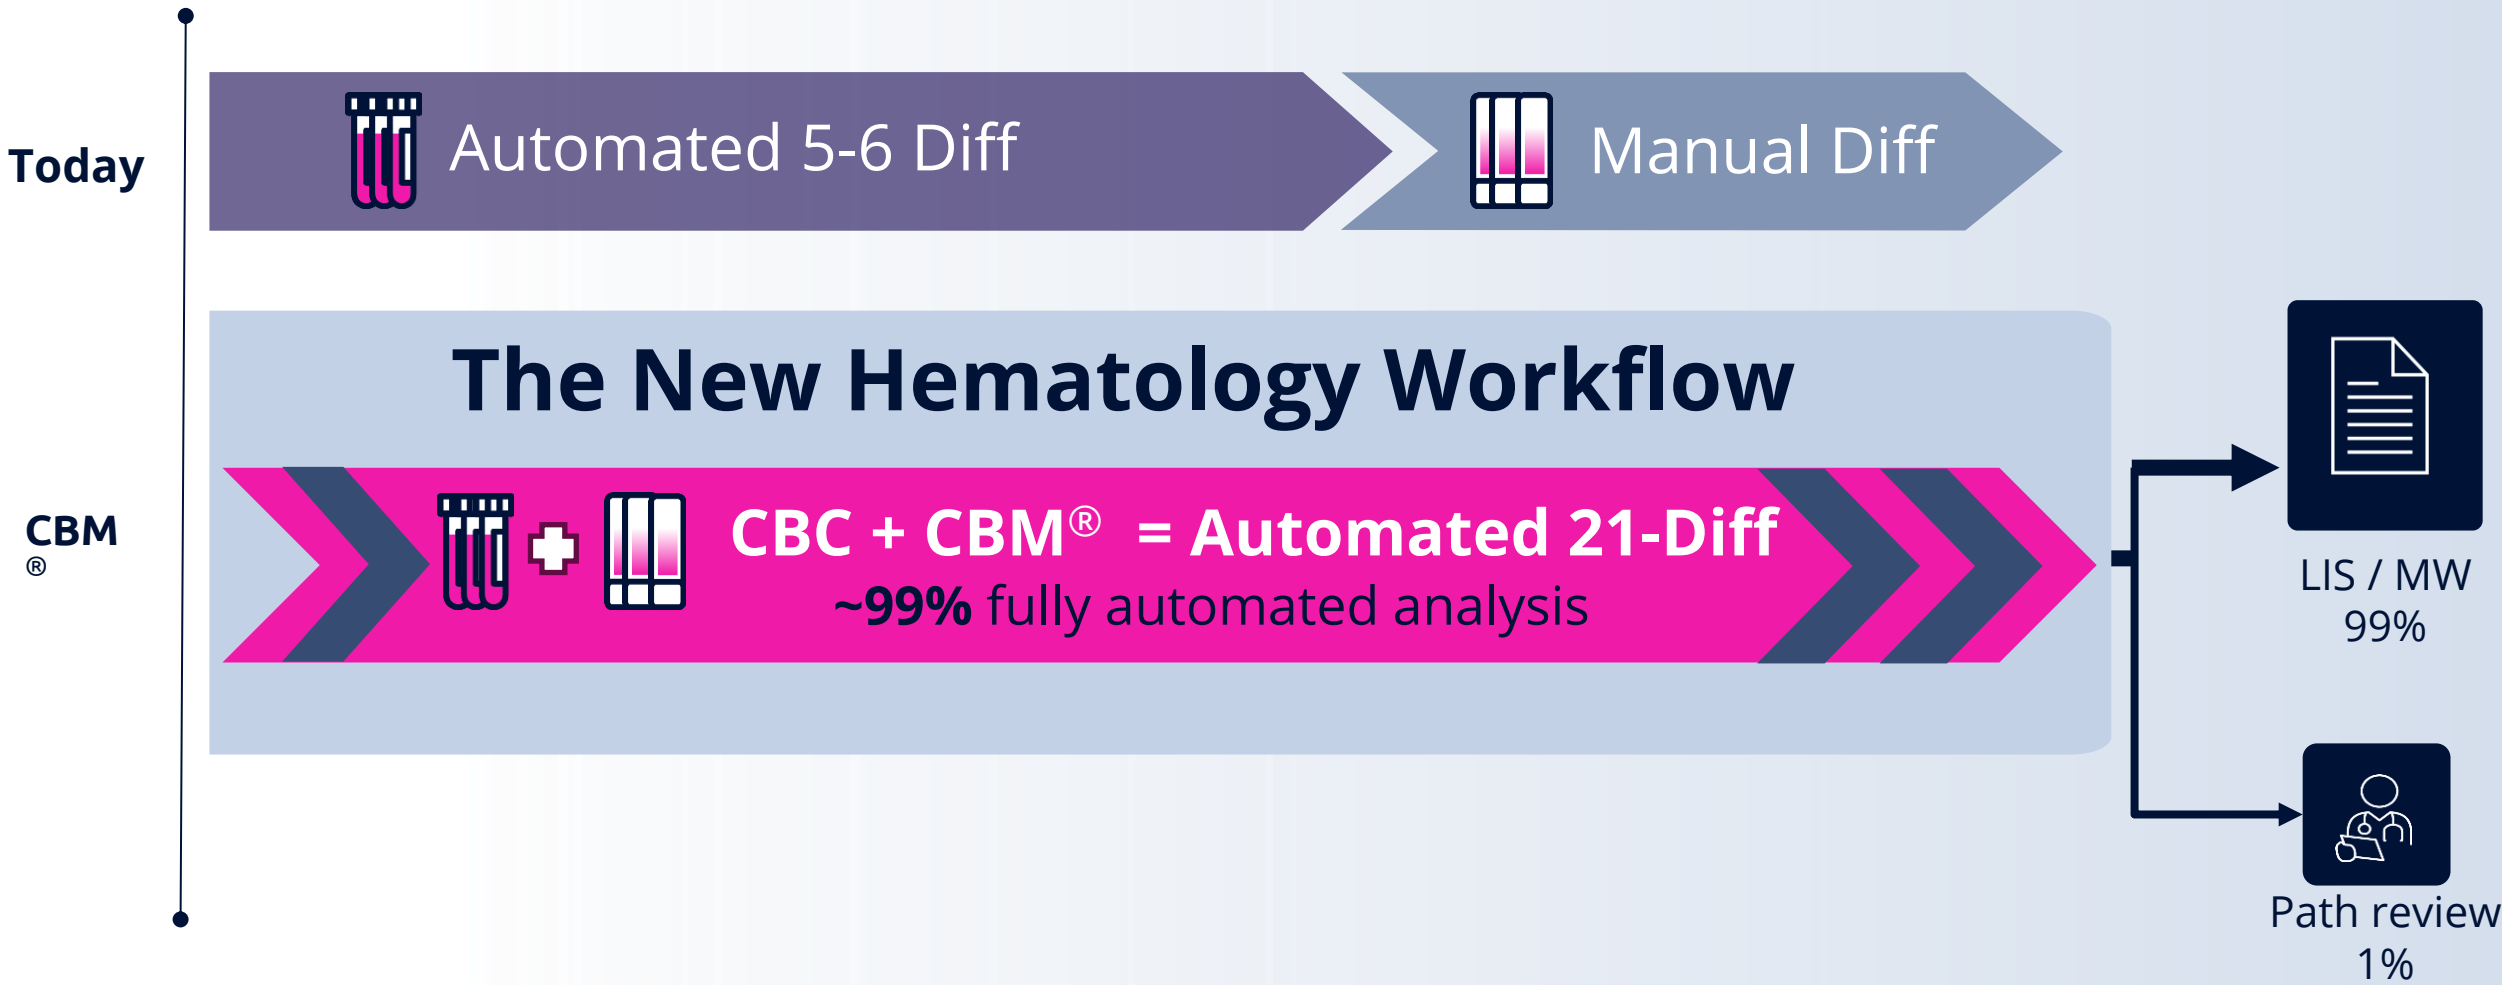 Today
Automated 5-6 Diff
Manual Diff
The New Hematology Workflow
CBM
®
CBC + CBM® = Automated 21-Diff
~99% fully automated analysis
LIS / MW
99%
Path review
1%